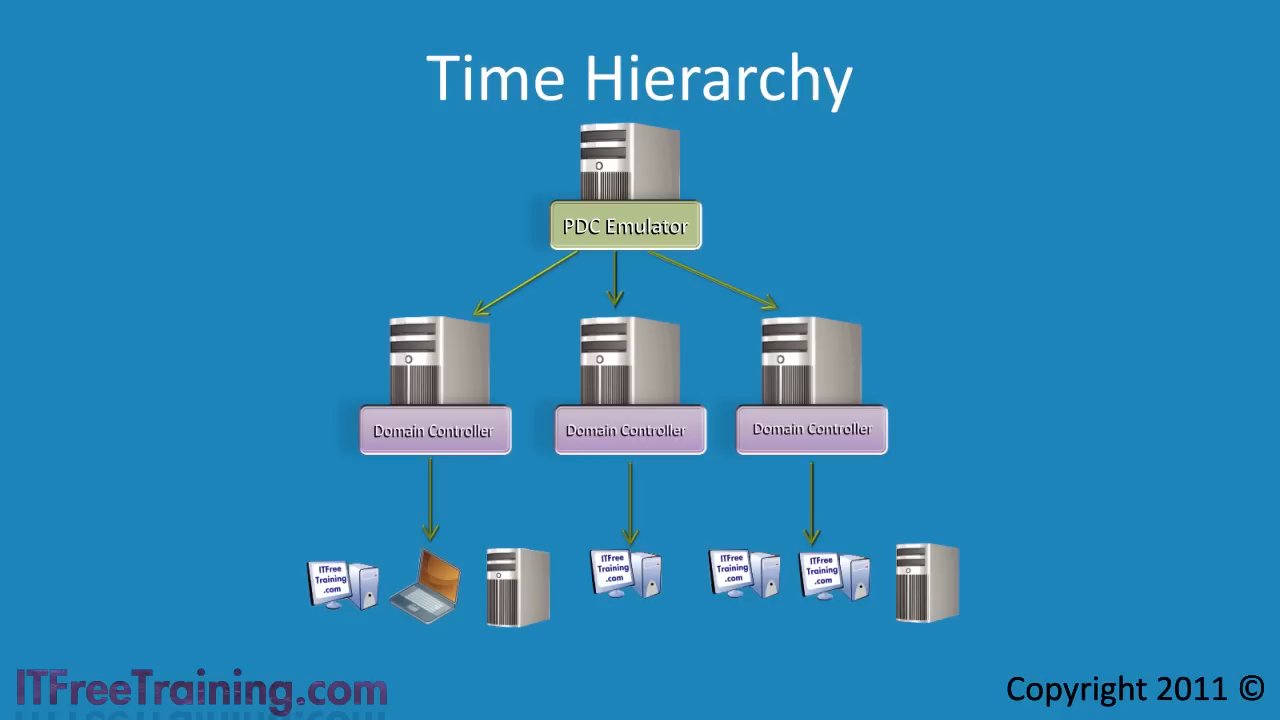 Time Hierarchy
PDC Emulator
Domain Controller
Domain Controller
Domain Controller
ITFree
Training
.com
ITFree
Training
.com
ITFree
Training
.com
ITFree
Training
.com
ITFreeTraining.com
Copyright 2011 ©